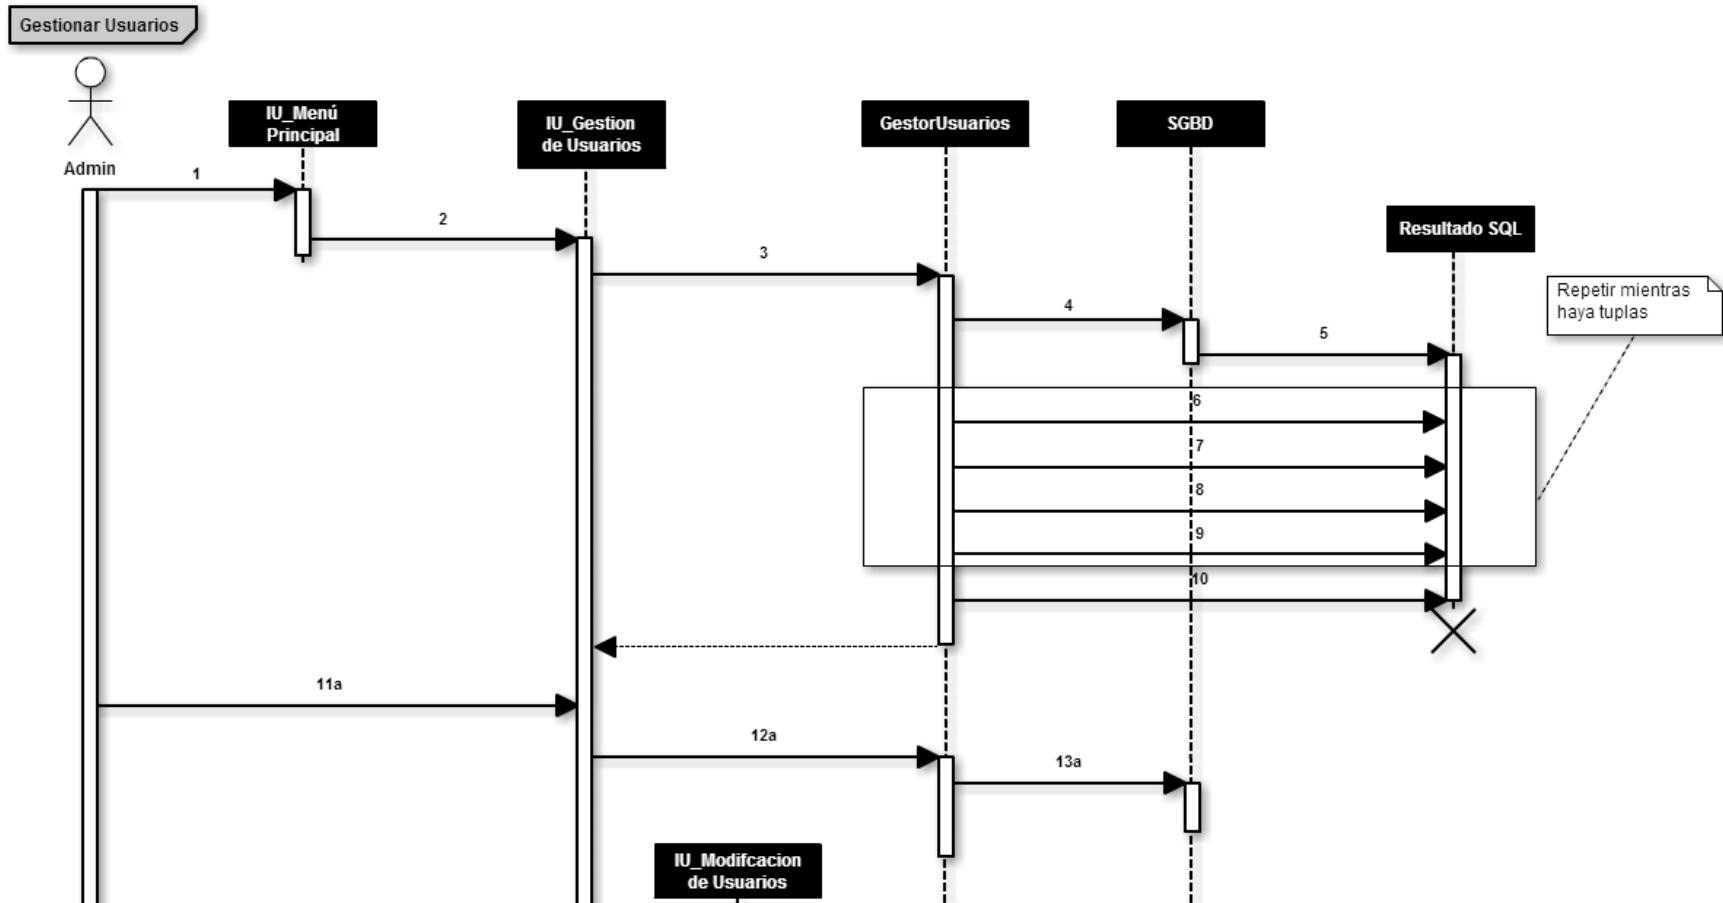 Gestionar Usuarios
Admin
IU_Menú
Principal
IU_Gestion
de Usuarios
GestorUsuarios
SGBD
Resultado SQL
Repetir mientras
haya tuplas
1
2
3
4
5
6
7
8
9
10
11a
12a
13a
IU_Modifcacion
de Usuarios